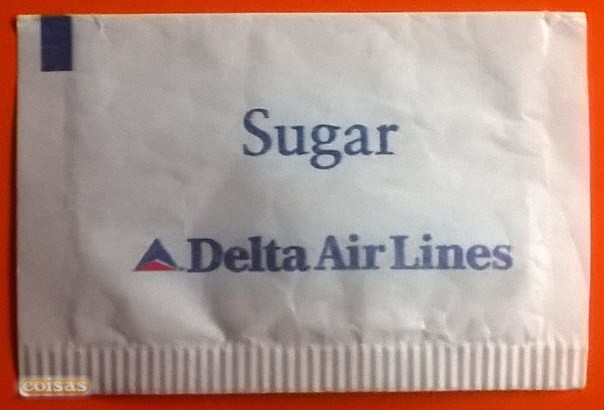 Sugar
Delta Air Lines
coisas